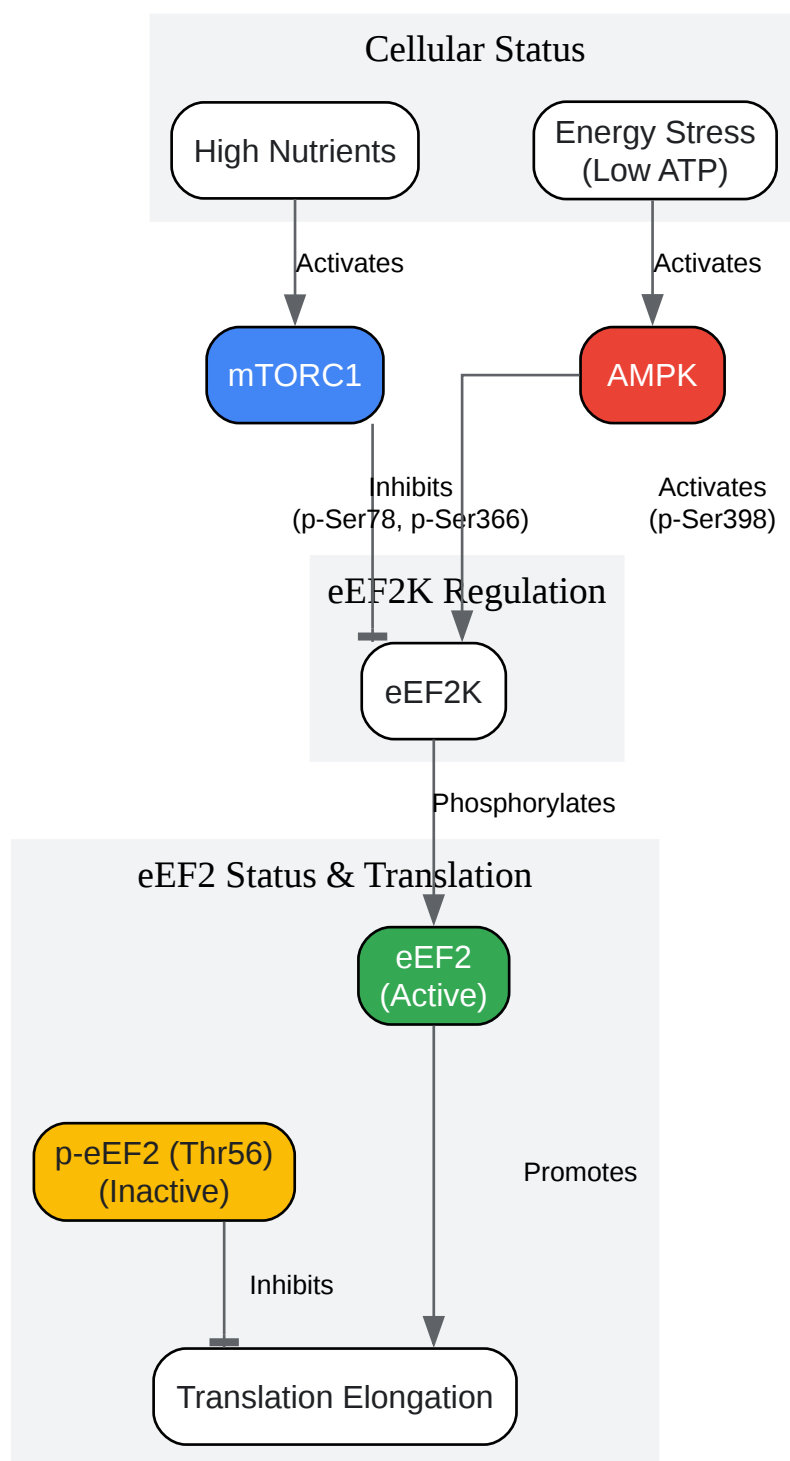 Cellular Status
High Nutrients
Energy Stress
(Low ATP)
Activates
Activates
mTORC1
AMPK
Inhibits
(p-Ser78, p-Ser366)
Activates
(p-Ser398)
eEF2K Regulation
eEF2K
Phosphorylates
eEF2 Status & Translation
eEF2
(Active)
p-eEF2 (Thr56)
(Inactive)
Promotes
Inhibits
Translation Elongation